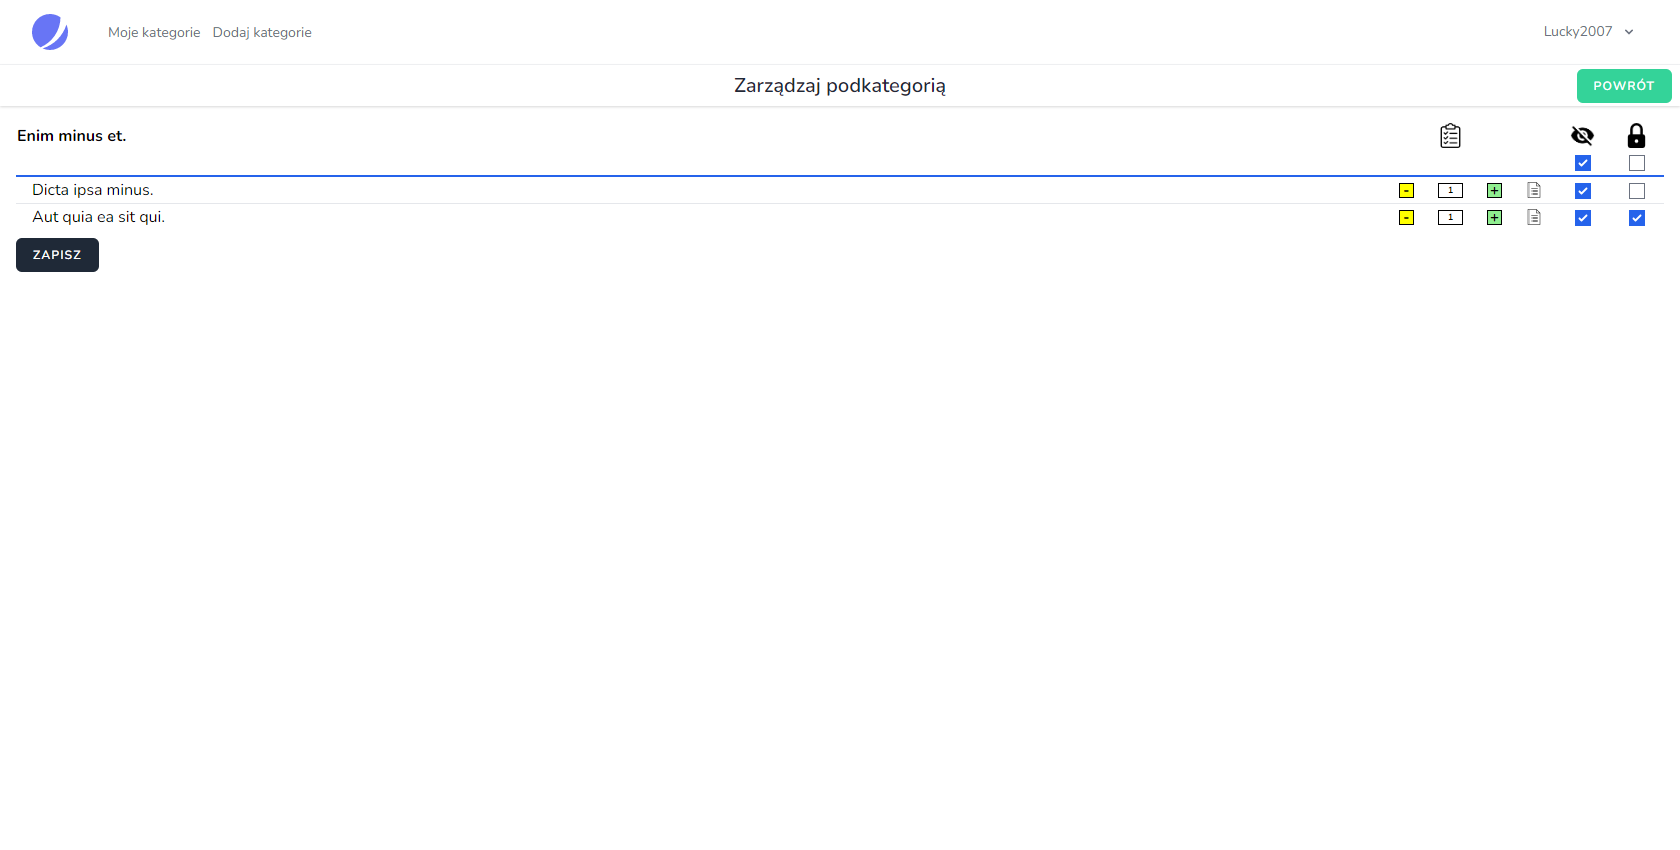 Moje kategorie Dodaj kategorie Lucky2007
Zarządzaj podkategorią POWRÓT
Enim minus et.
Dicta ipsa minus. - 1 +
Aut quia ea sit qui. - 1 +
ZAPISZ